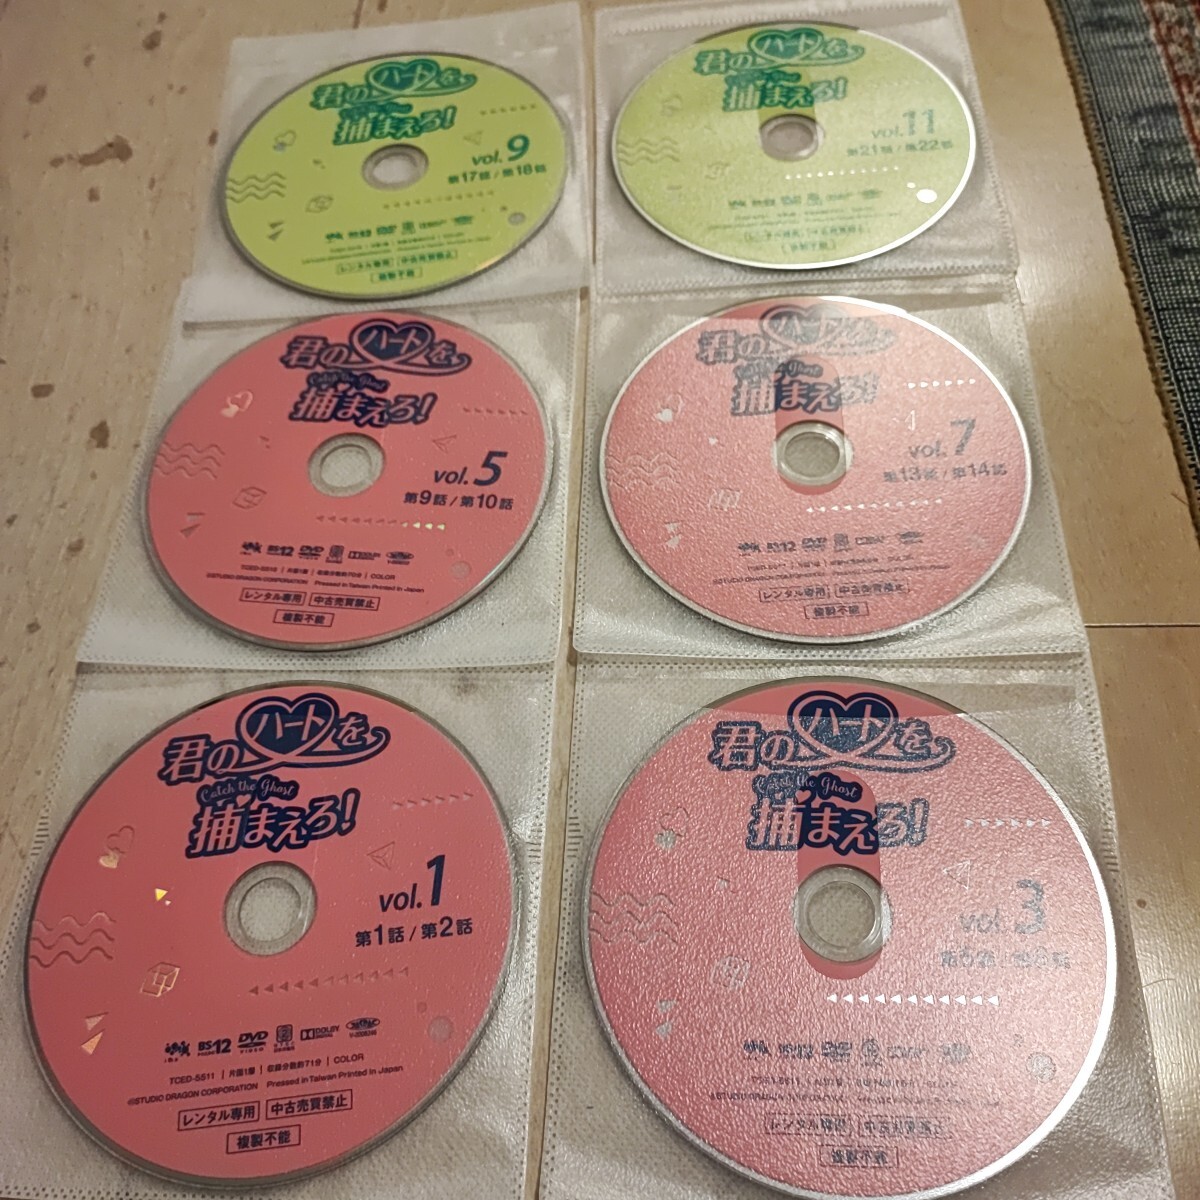 君のハートを、
捕まえろ!
vol.9
第17話 / 第18話
レンタル専用 中古売買禁止
複製不能
君のハートを、
捕まえろ!
vol.11
第21話 / 第22話
君のハートを、
Catch the Ghost
捕まえろ!
vol.5
第9話 / 第10話
BS12 DVD DOLBY
COLOR
©STUDIO DRAGON CORPORATION Pressed in Taiwan Printed in Japan
レンタル専用 中古売買禁止
複製不能
君のハートを、
捕まえろ!
vol.7
第13話 / 第14話
BS12 DVD
レンタル専用 中古売買禁止
複製不能
君のハートを、
Catch the Ghost
捕まえろ!
vol.1
第1話 / 第2話
BS12 DVD VIDEO DOLBY DIGITAL
TCED-5511 | 片面1層 | 収録分数約71分 | COLOR
©STUDIO DRAGON CORPORATION Pressed in Taiwan Printed in Japan
レンタル専用 中古売買禁止
複製不能
君のハートを、
Catch the Ghost
捕まえろ!
vol.3